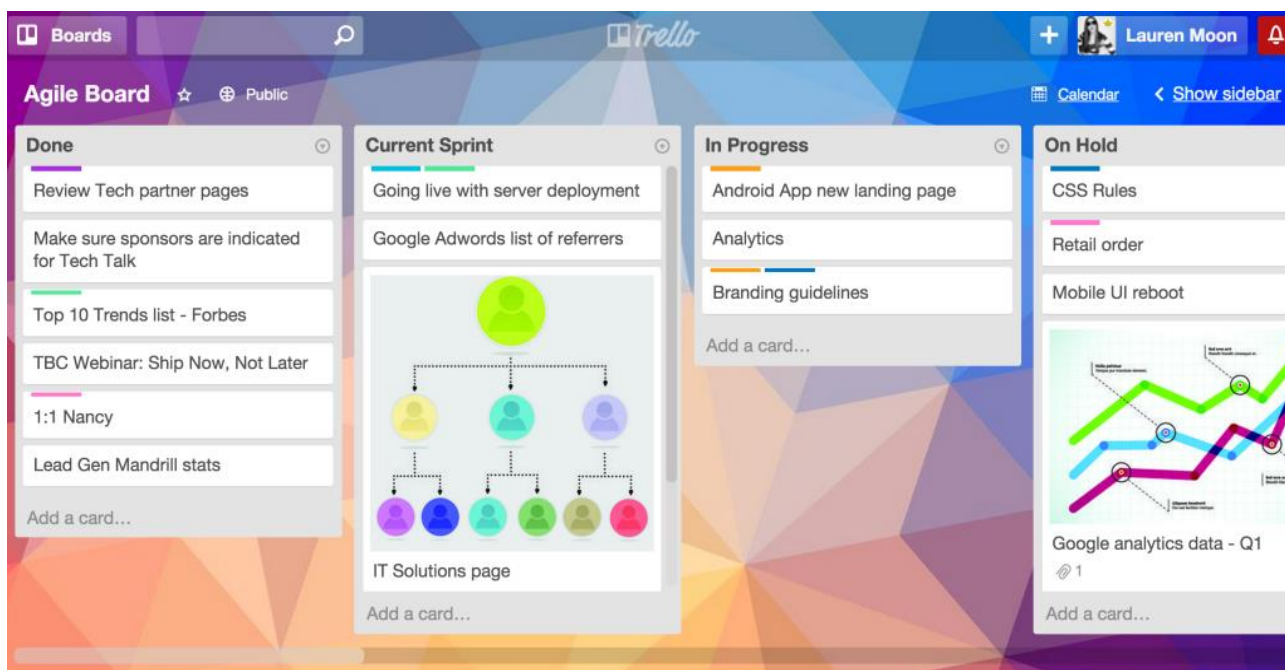 Boards
Trello
Lauren Moon
Agile Board
Public
Calendar
Show sidebar
Done
Review Tech partner pages
Make sure sponsors are indicated
for Tech Talk
Top 10 Trends list - Forbes
TBC Webinar: Ship Now, Not Later
1:1 Nancy
Lead Gen Mandrill stats
Add a card...
Current Sprint
Going live with server deployment
Google Adwords list of referrers
IT Solutions page
Add a card...
In Progress
Android App new landing page
Analytics
Branding guidelines
Add a card...
On Hold
CSS Rules
Retail order
Mobile UI reboot
Google analytics data - Q1
1
Add a card...